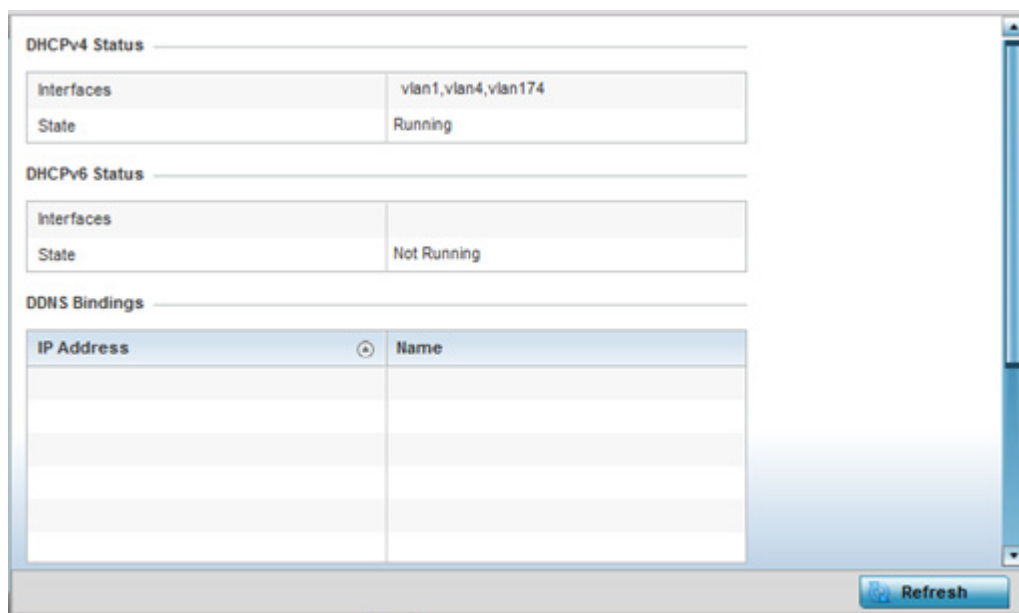 DHCPv4 Status
Interfaces vlan1,vlan4,vlan174
State Running
DHCPv6 Status
Interfaces
State Not Running
DDNS Bindings
IP Address Name
Refresh